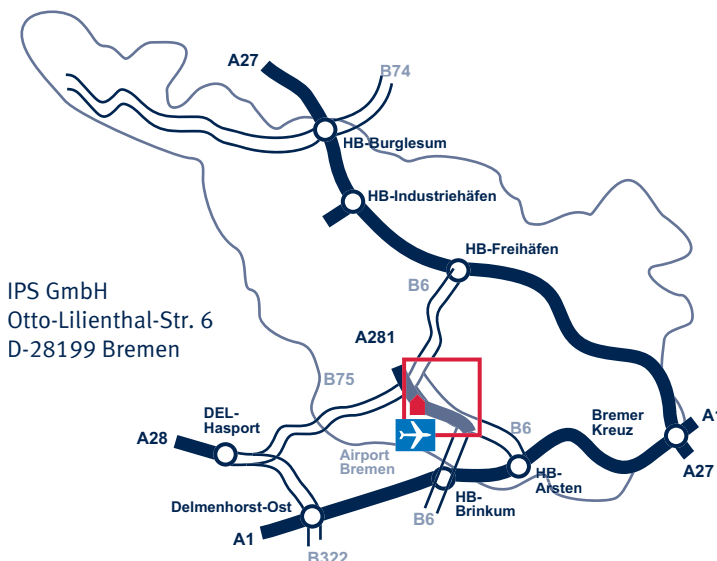 A27
B74
HB-Burglesum
HB-Industriehäfen
HB-Freihäfen
B6
IPS GmbH
Otto-Lilienthal-Str. 6
D-28199 Bremen
A281
B75
DEL-
Hasport
A28
B6
Bremer
Kreuz
A1
A27
Airport
Bremen
HB-
Arsten
HB-
Brinkum
Delmenhorst-Ost
B6
A1
B322